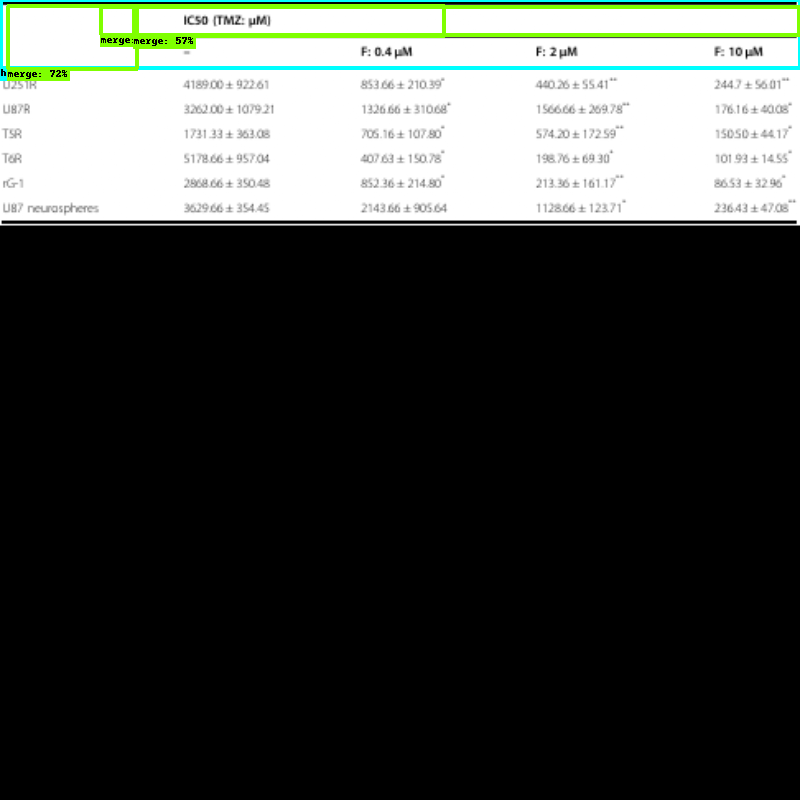 IC50 (TMZ: µM)
merge: merge: 57%
– F: 0.4 µM F: 2 µM F: 10 µM
merge: 72%
U251R 4189.00 ± 922.61 853.66 ± 210.39* 440.26 ± 55.41** 244.7 ± 56.01**
U87R 3262.00 ± 1079.21 1326.66 ± 310.68* 1566.66 ± 269.78** 176.16 ± 40.08*
T5R 1731.33 ± 363.08 705.16 ± 107.80* 574.20 ± 172.59** 150.50 ± 44.17*
T6R 5178.66 ± 957.04 407.63 ± 150.78* 198.76 ± 69.30* 101.93 ± 14.55*
rG-1 2868.66 ± 350.48 852.36 ± 214.80* 213.36 ± 161.17** 86.53 ± 32.96*
U87 neurospheres 3629.66 ± 354.45 2143.66 ± 905.64 1128.66 ± 123.71* 236.43 ± 47.08**